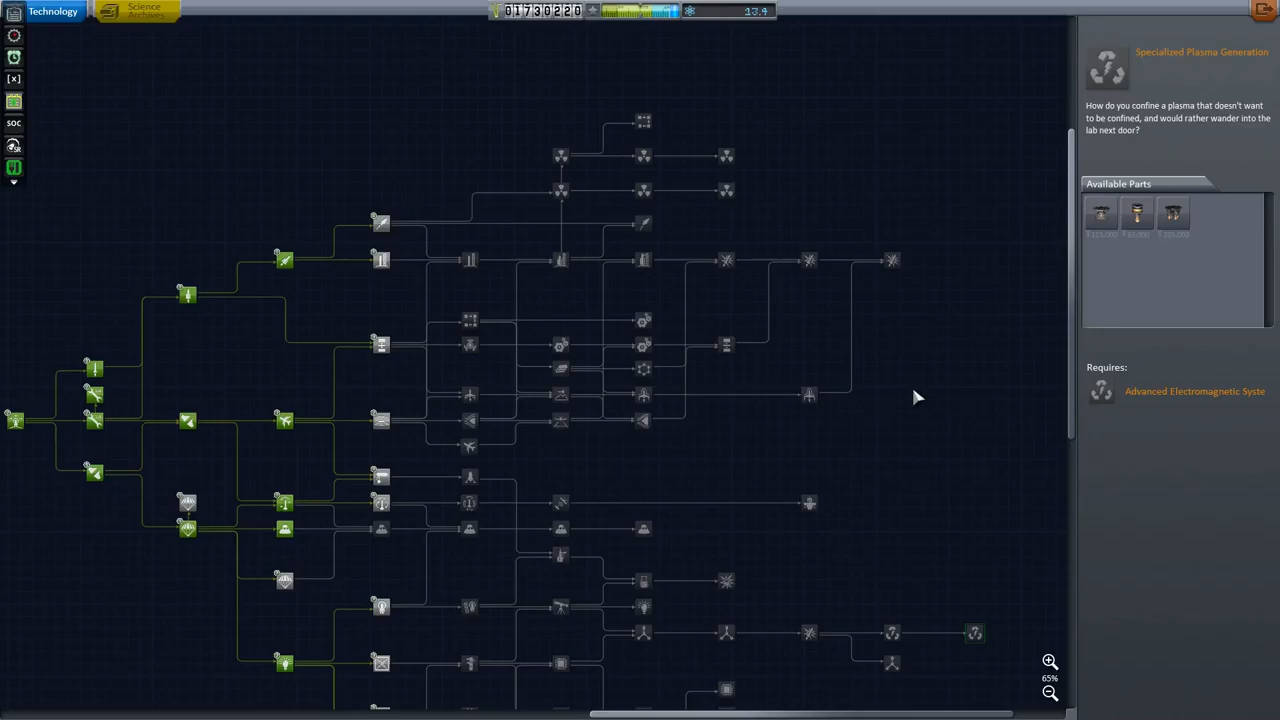 Technology
Science
Archives
01730220
13.4
[x]
SOC
SR
Specialized Plasma Generation
How do you confine a plasma that doesn't want
to be confined, and would rather wander into the
lab next door?
Available Parts
Requires:
Advanced Electromagnetic Syste
65%